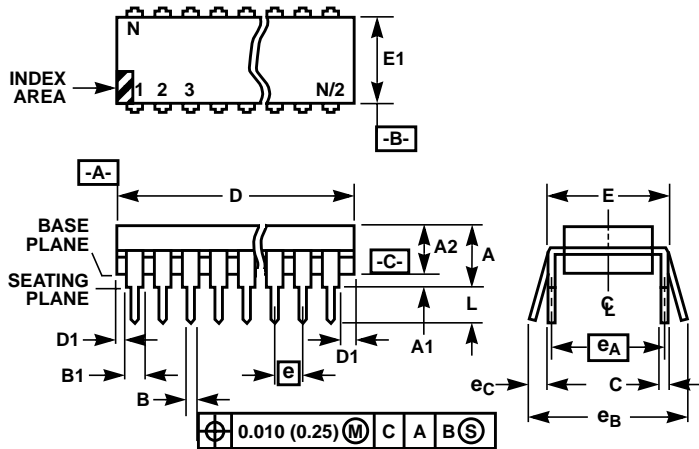 N
E1
INDEX
AREA
1 2 3 N/2
-B-
-A-
D
E
BASE
PLANE
A2
A
-C-
SEATING
PLANE
L
C
L
D1
A1
D1
eA
B1
e
eC
C
B
eB
0.010 (0.25) M C A B S